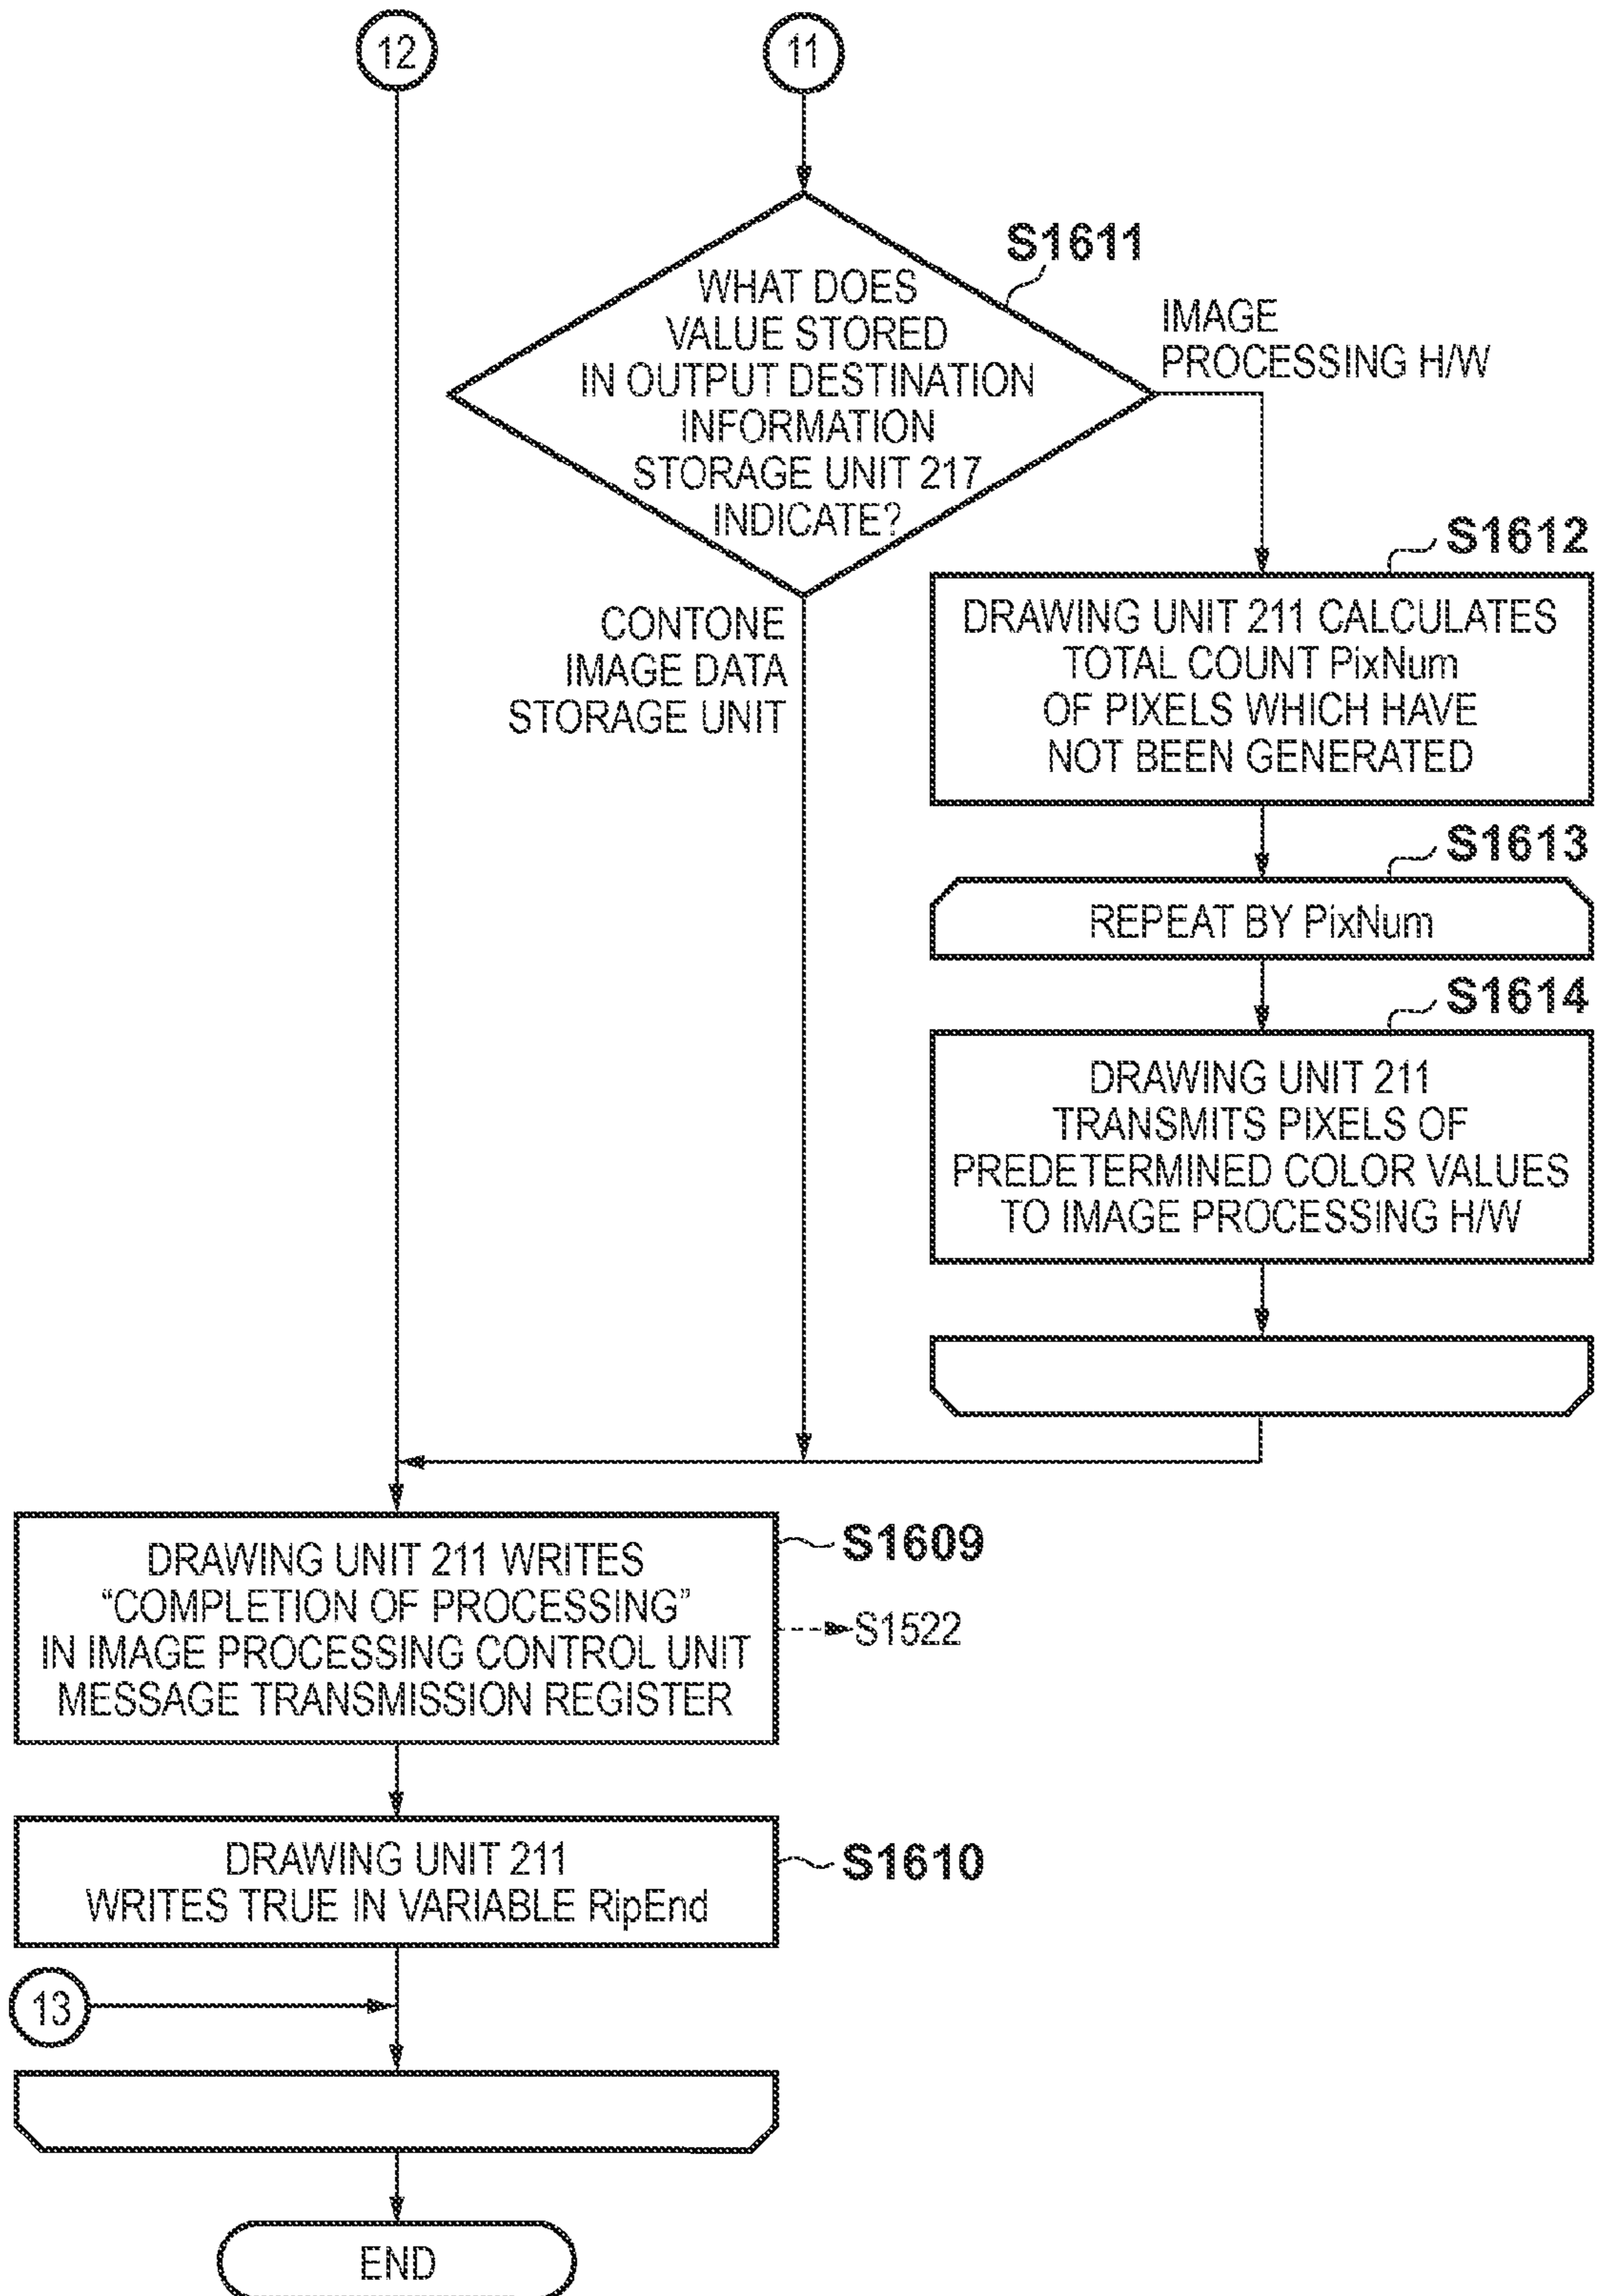 12
11
S1611
WHAT DOES
VALUE STORED
IN OUTPUT DESTINATION
INFORMATION
STORAGE UNIT 217
INDICATE?
IMAGE
PROCESSING H/W
CONTONE
IMAGE DATA
STORAGE UNIT
S1612
DRAWING UNIT 211 CALCULATES
TOTAL COUNT PixNum
OF PIXELS WHICH HAVE
NOT BEEN GENERATED
S1613
REPEAT BY PixNum
S1614
DRAWING UNIT 211
TRANSMITS PIXELS OF
PREDETERMINED COLOR VALUES
TO IMAGE PROCESSING H/W
DRAWING UNIT 211 WRITES
“COMPLETION OF PROCESSING”
IN IMAGE PROCESSING CONTROL UNIT
MESSAGE TRANSMISSION REGISTER
S1609
S1522
DRAWING UNIT 211
WRITES TRUE IN VARIABLE RipEnd
S1610
13
END